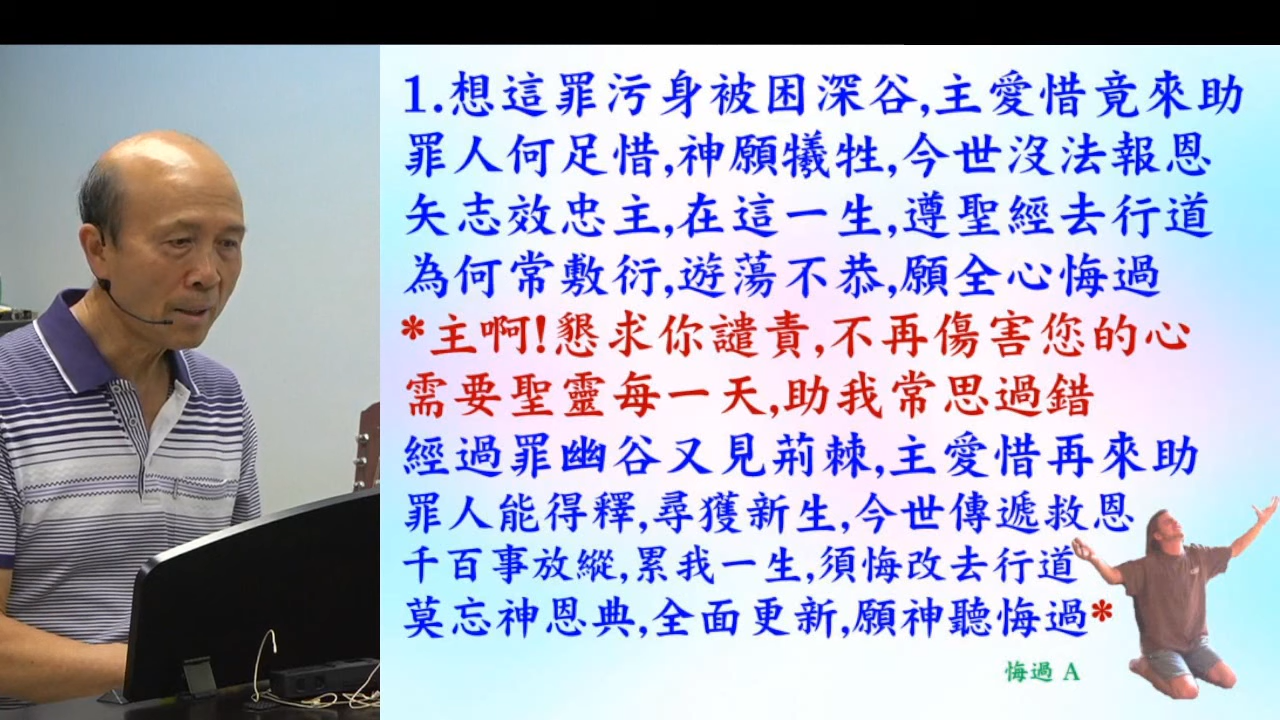 1.想這罪污身被困深谷,主愛惜竟來助
罪人何足惜,神願犧牲,今世沒法報恩
矢志效忠主,在這一生,遵聖經去行道
為何常敷衍,遊蕩不恭,願全心悔過
*主啊!懇求你譴責,不再傷害您的心
需要聖靈每一天,助我常思過錯
經過罪幽谷又見荊棘,主愛惜再來助
罪人能得釋,尋獲新生,今世傳遞救恩
千百事放縱,累我一生,須悔改去行道
莫忘神恩典,全面更新,願神聽悔過*
悔過 A